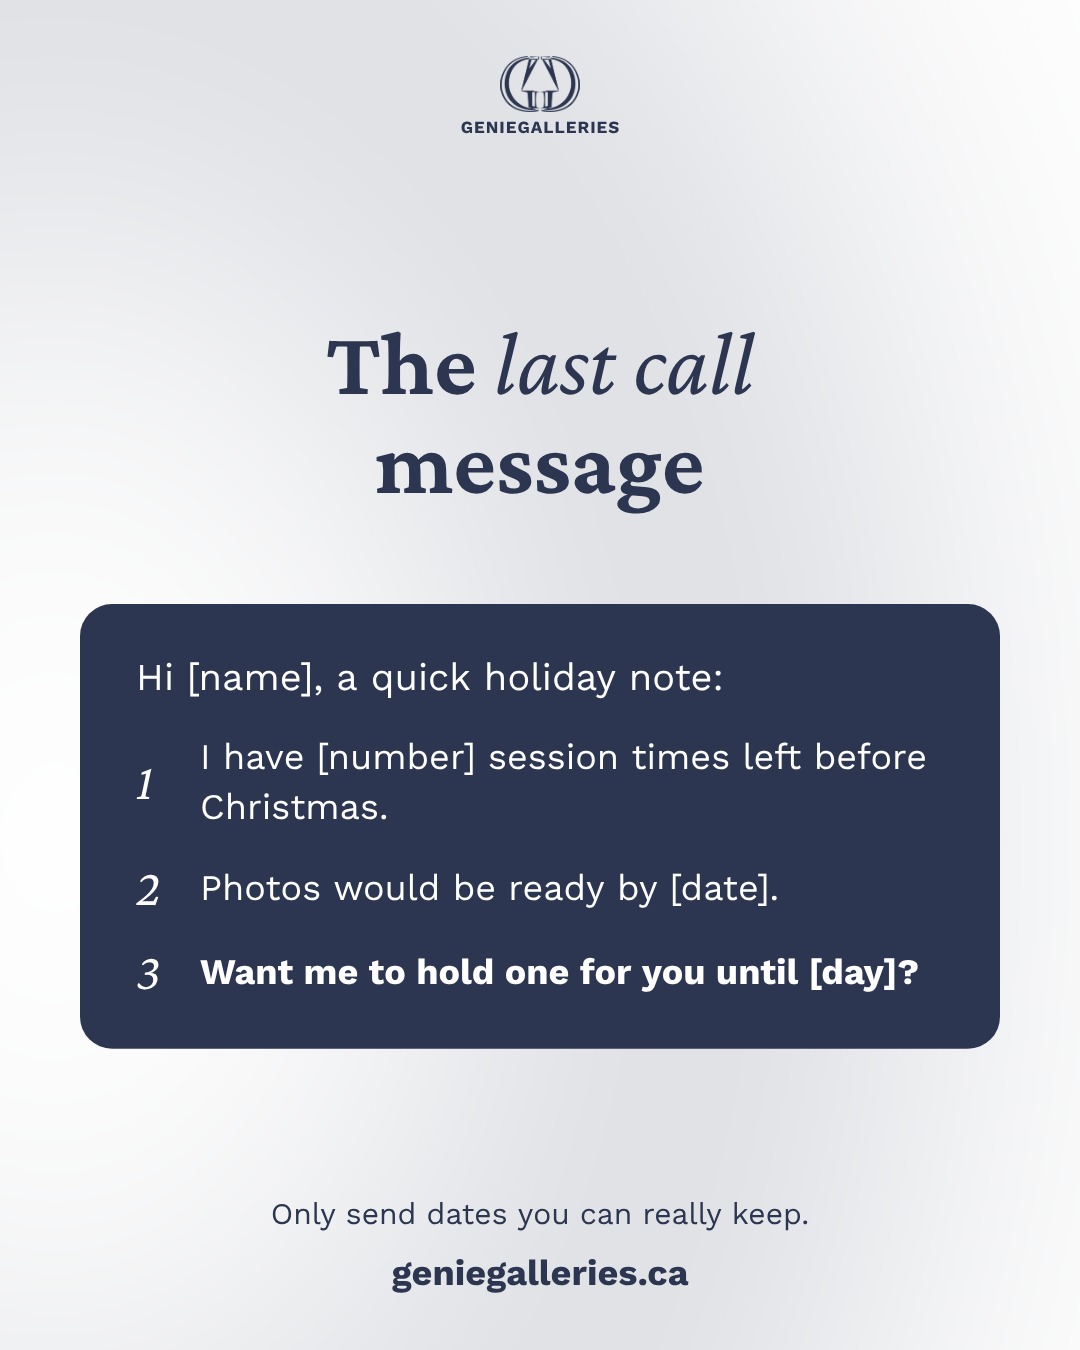 GENIEGALLERIES
The last call
message
Hi [name], a quick holiday note:
1 I have [number] session times left before
Christmas.
2 Photos would be ready by [date].
3 Want me to hold one for you until [day]?
Only send dates you can really keep.
geniegalleries.ca